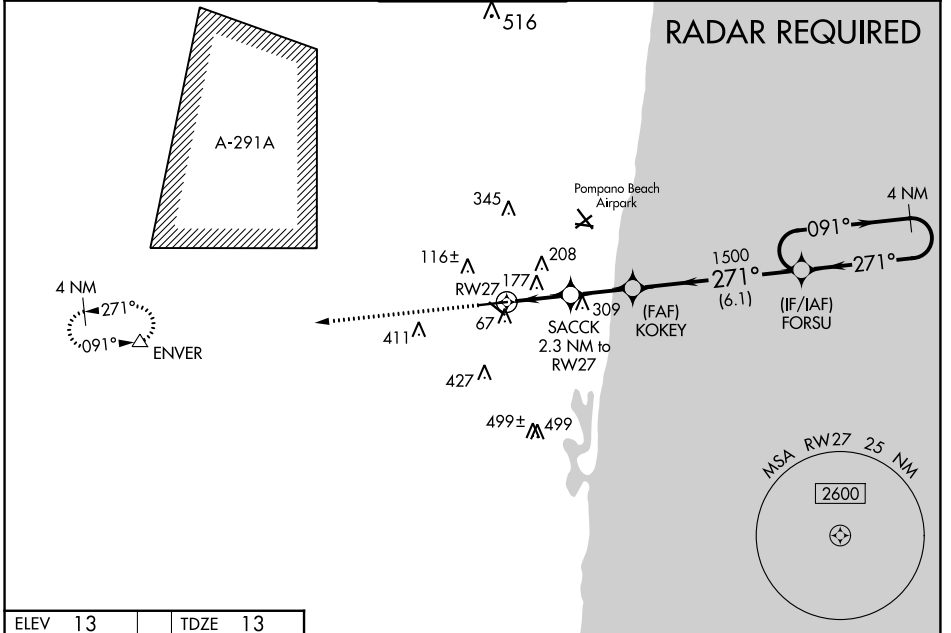 516
RADAR REQUIRED
A-291A
Pompano Beach
Airpark
345
4 NM
091°
116±
208
1500
271°
271°
(6.1)
177
RW27
4 NM
271°
(IF/IAF)
FORSU
309
(FAF)
KOKEY
67
SACCK
2.3 NM to
RW27
411
091°
ENVER
427
499±
499
MSA RW27 25 NM
2600
ELEV 13
TDZE 13